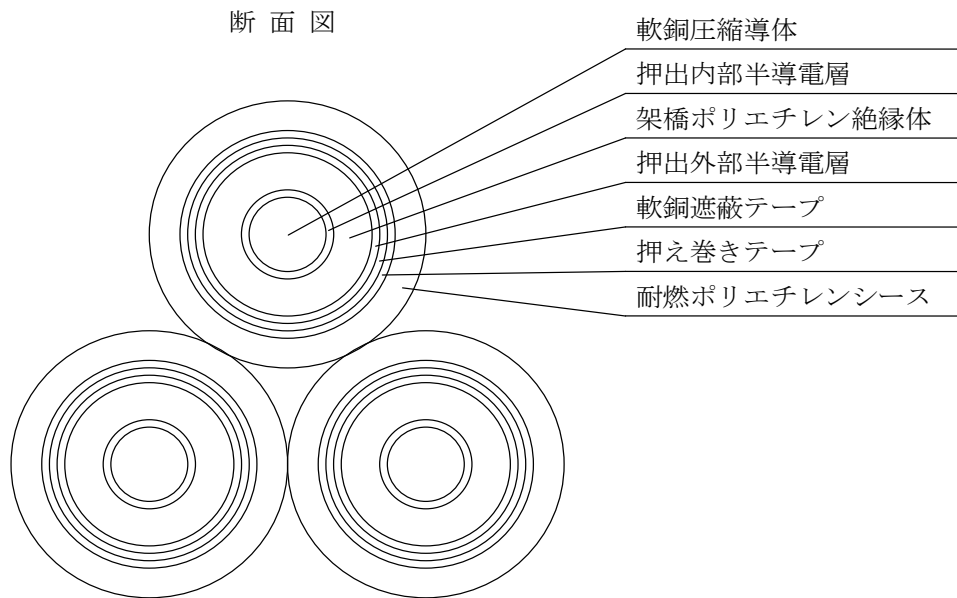 断面図
軟銅圧縮導体
押出内部半導電層
架橋ポリエチレン絶縁体
押出外部半導電層
軟銅遮蔽テープ
押え巻きテープ
耐燃ポリエチレンシース